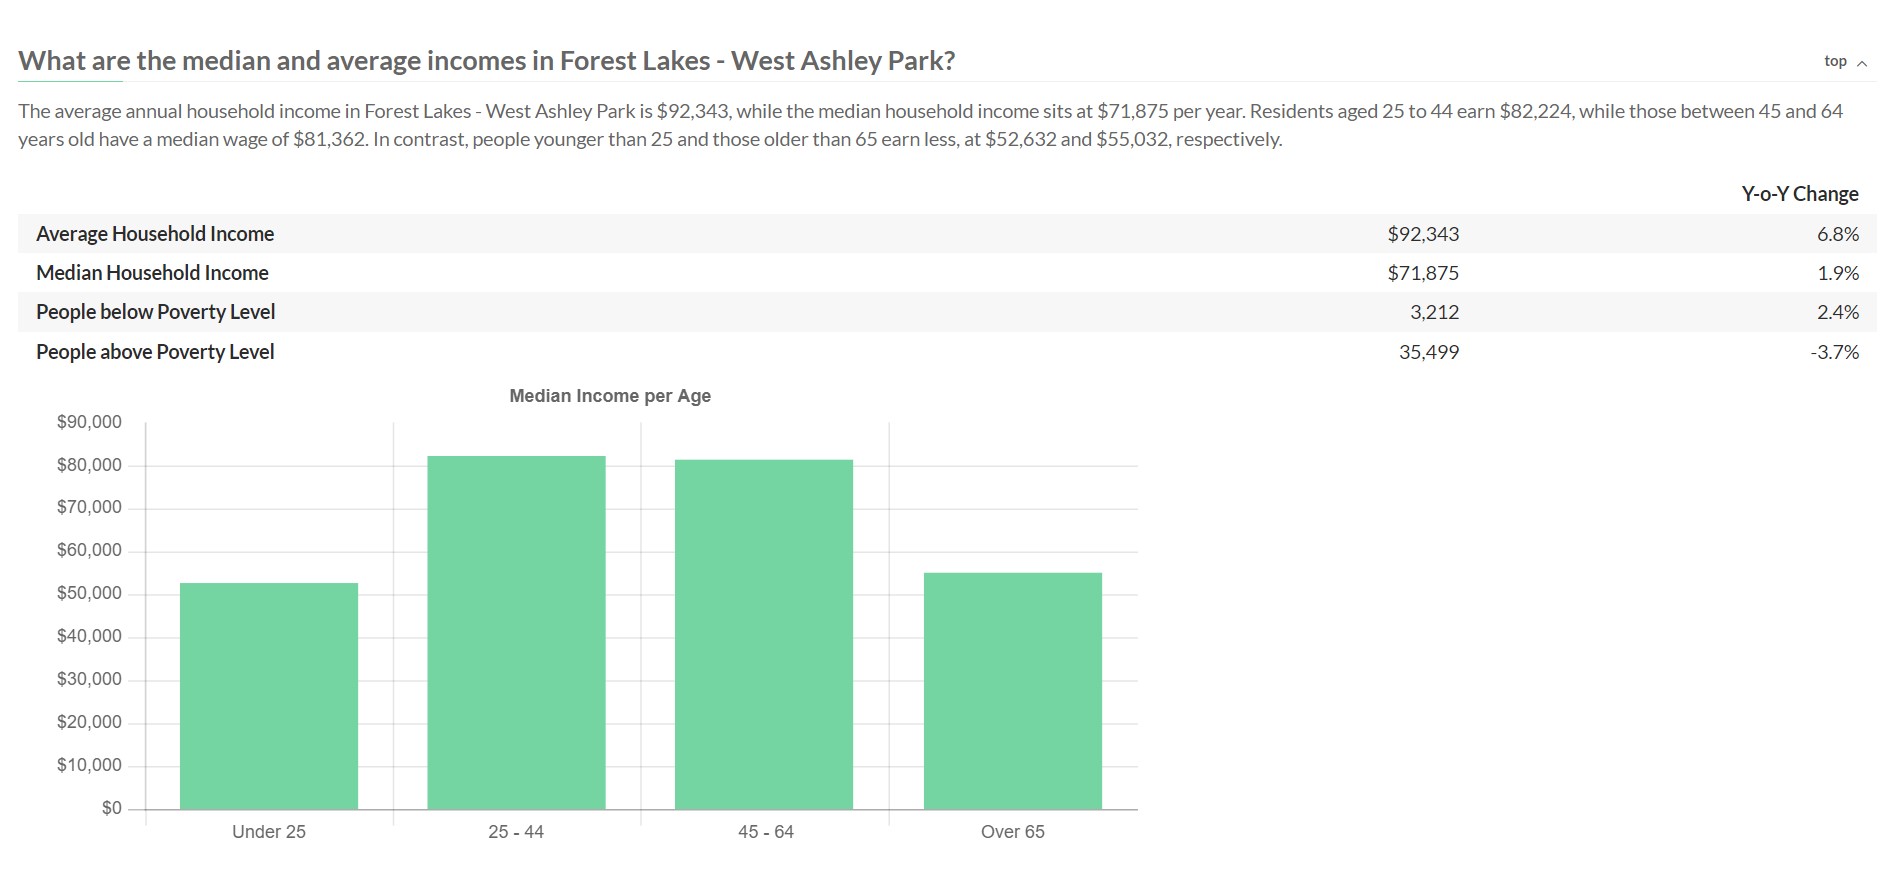 What are the median and average incomes in Forest Lakes - West Ashley Park?
top
The average annual household income in Forest Lakes - West Ashley Park is $92,343, while the median household income sits at $71,875 per year. Residents aged 25 to 44 earn $82,224, while those between 45 and 64
years old have a median wage of $81,362. In contrast, people younger than 25 and those older than 65 earn less, at $52,632 and $55,032, respectively.
Y-o-Y Change
Average Household Income $92,343 6.8%
Median Household Income $71,875 1.9%
People below Poverty Level 3,212 2.4%
People above Poverty Level 35,499 -3.7%
Median Income per Age
$90,000
$80,000
$70,000
$60,000
$50,000
$40,000
$30,000
$20,000
$10,000
$0
Under 25 25 - 44 45 - 64 Over 65